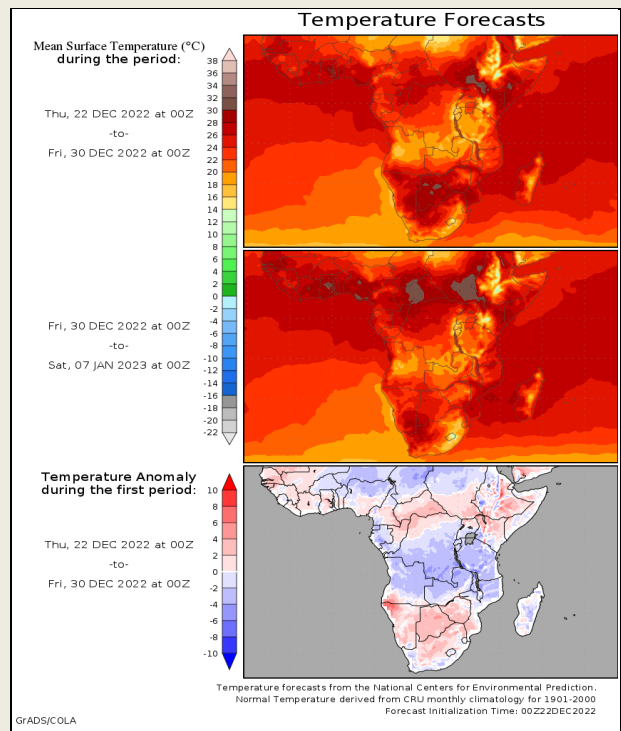 Temperature Forecasts
Mean Surface Temperature (°C)
during the period:
Thu, 22 DEC 2022 at 00Z
-to-
Fri, 30 DEC 2022 at 00Z
38
36
34
32
30
28
26
24
22
20
18
16
14
12
10
8
6
4
2
0
-2
-4
-6
-8
-10
-12
-14
-16
-18
-20
-22
Fri, 30 DEC 2022 at 00Z
-to-
Sat, 07 JAN 2023 at 00Z
Temperature Anomaly
during the first period:
Thu, 22 DEC 2022 at 00Z
-to-
Fri, 30 DEC 2022 at 00Z
10
8
6
4
2
0
-2
-4
-6
-8
-10
Temperature forecasts from the National Centers for Environmental Prediction.
Normal Temperature derived from CRU monthly climatology for 1901-2000
Forecast Initialization Time: 00Z22DEC2022
GrADS/COLA